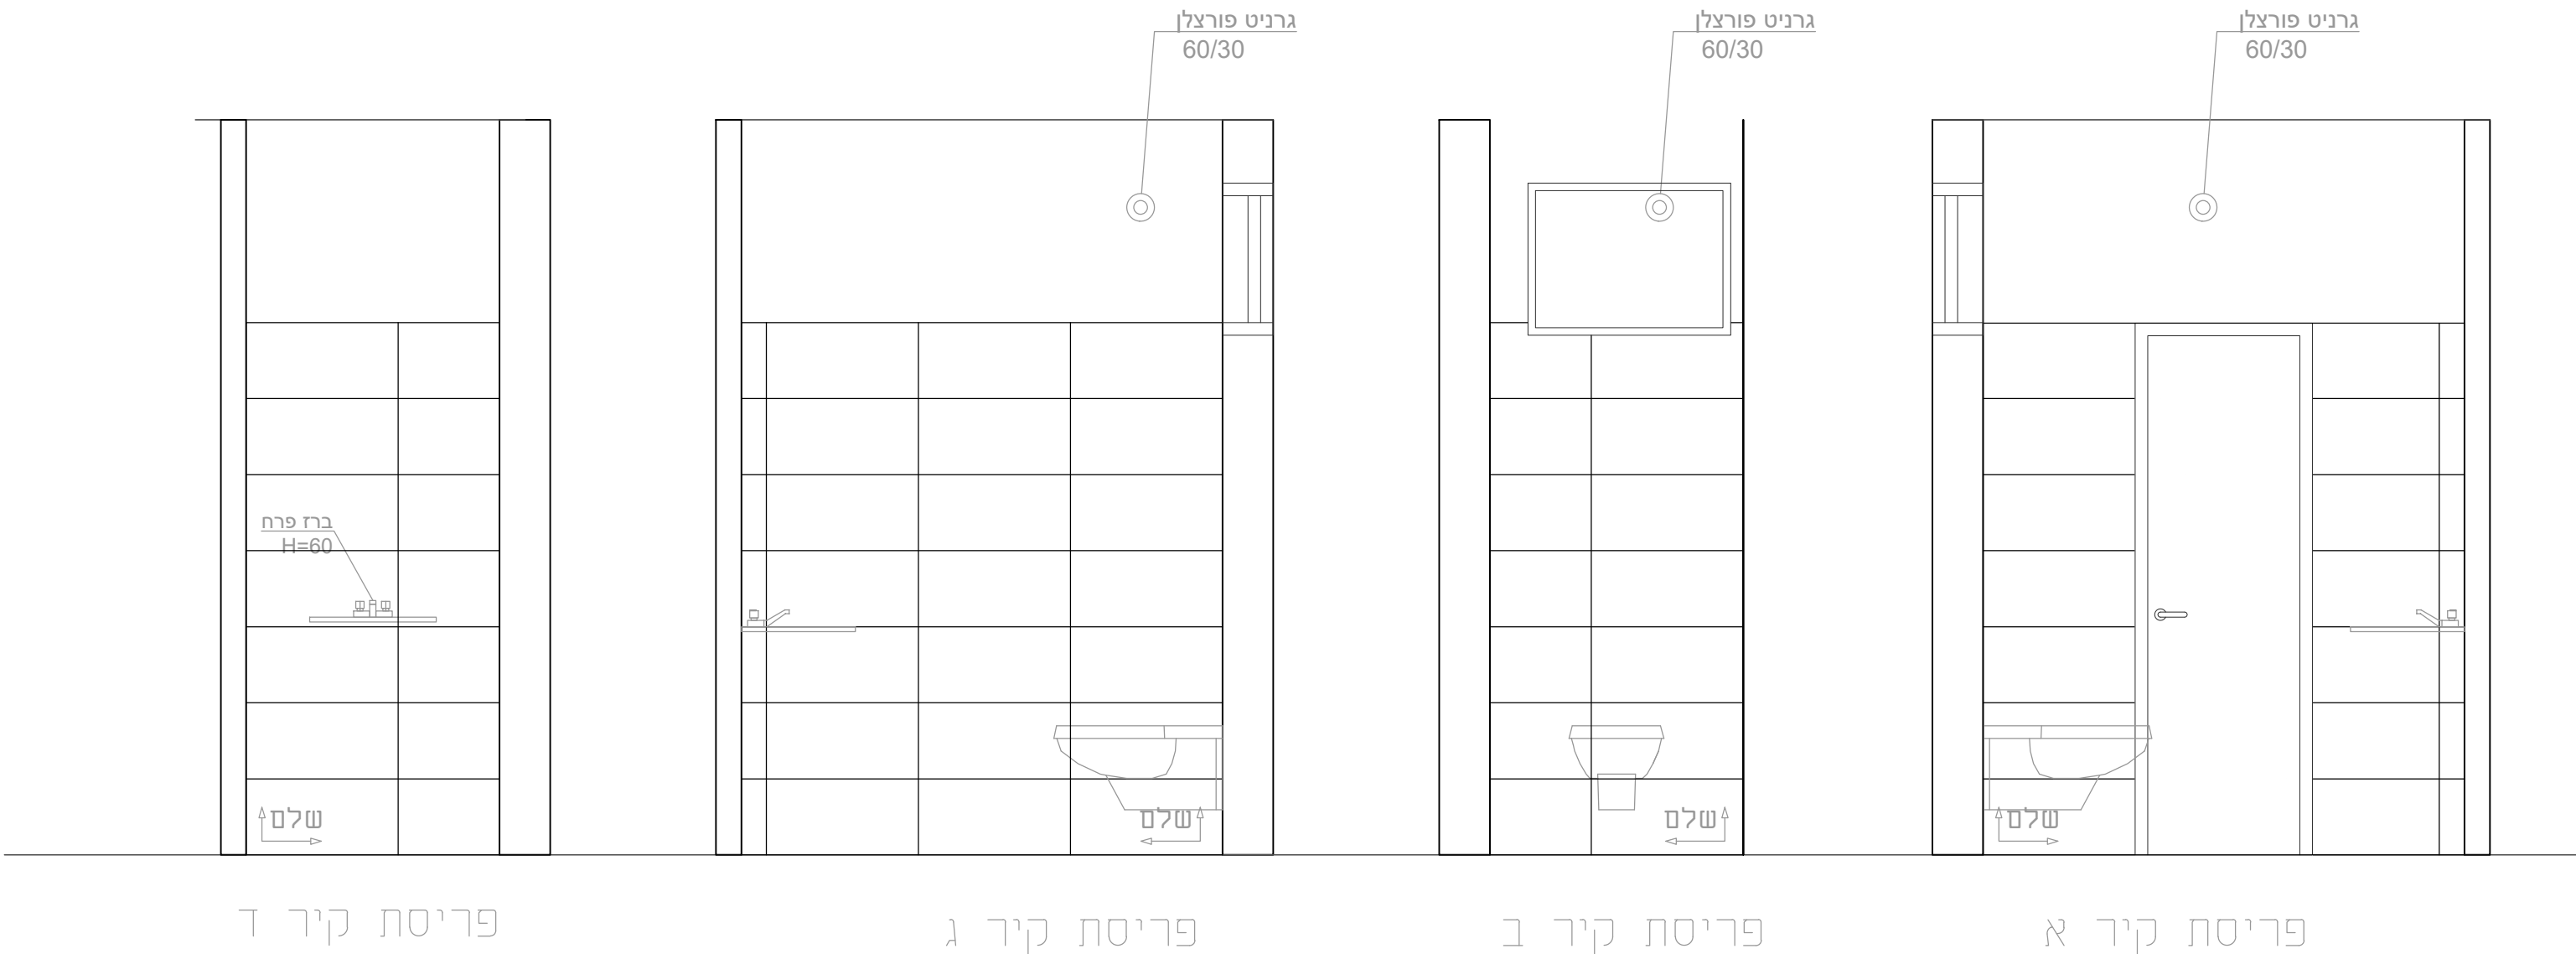 גרניט פורצלן
60/30
גרניט פורצלן
60/30
גרניט פורצלן
60/30
ברז פרח
H=60
שלם
שלם
שלם
שלם
פריסת קיר א
פריסת קיר ב
פריסת קיר ג
פריסת קיר ד